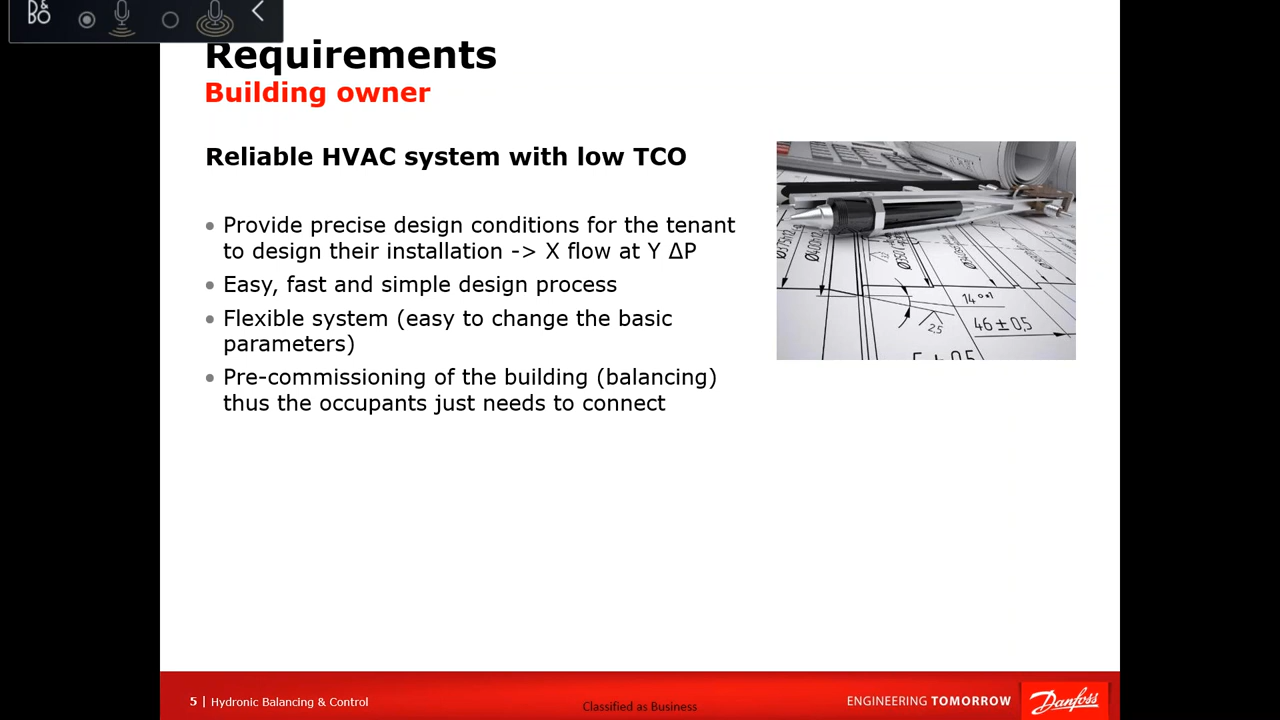 B&O
Requirements
Building owner
Reliable HVAC system with low TCO
• Provide precise design conditions for the tenant
to design their installation -> X flow at Y ΔP
• Easy, fast and simple design process
• Flexible system (easy to change the basic
parameters)
• Pre-commissioning of the building (balancing)
thus the occupants just needs to connect
14
2,5
46±0,5
5 | Hydronic Balancing & Control
Classified as Business
ENGINEERING TOMORROW
Danfoss